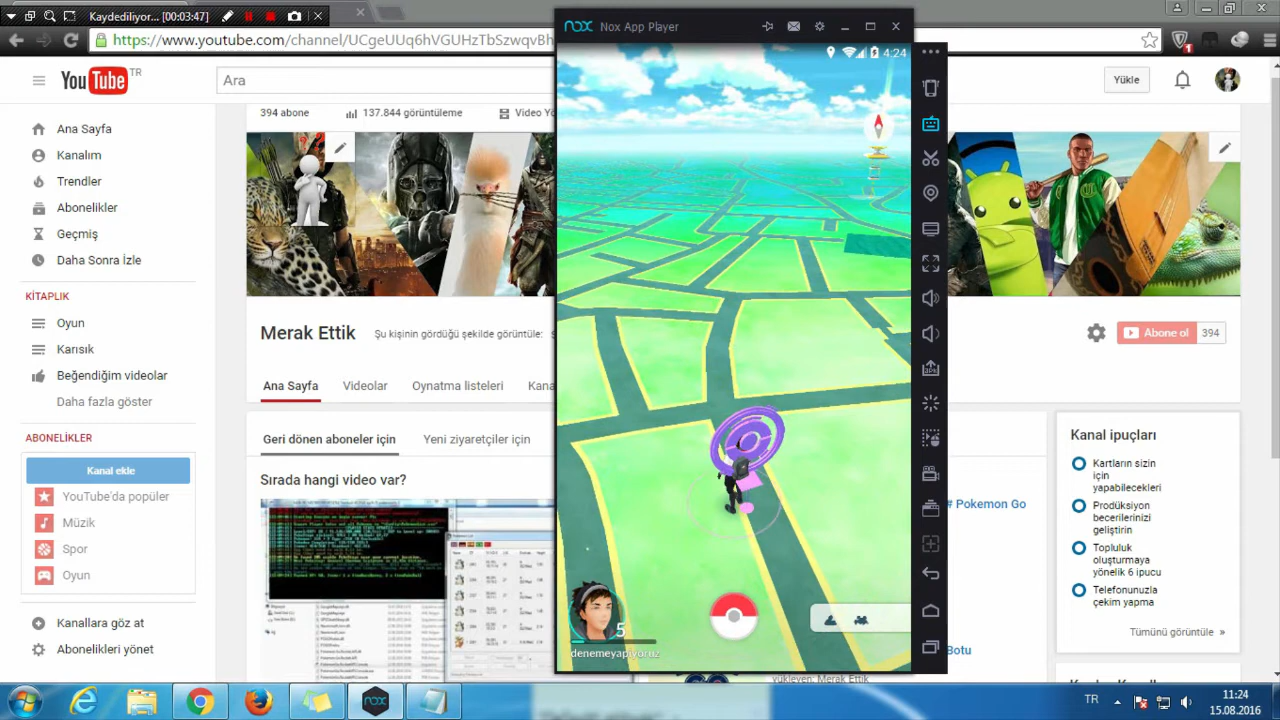 Kaydediliyor... [00:03:47]
https://www.youtube.com/channel/UCgeUUq6hVGUHzTbSzwqvBh
YouTube TR
Ara
Yükle
394 abone
137.844 görüntüleme
Ana Sayfa
Kanalım
Trendler
Abonelikler
Geçmiş
Daha Sonra İzle
KİTAPLIK
Oyun
Karısık
Beğendiğim videolar
Daha fazla göster
ABONELİKLER
Kanal ekle
YouTube'da popüler
Müzik
Spor
Oyun
Kanallara göz at
Abonelikleri yönet
Merak Ettik
Şu kişinin gördüğü şekilde görüntüle:
Ana Sayfa
Videolar
Oynatma listeleri
Geri dönen aboneler için
Yeni ziyaretçiler için
Sırada hangi video var?
nox
Nox App Player
4:24
5
denemeyapiyoruz
yükleyen: Merak Ettik
Abone ol
394
Kanal ipuçları
Kartların sizin
için
yapabilecekleri
Prodüksiyon
becerilerinizi
geliştirin
Topluluk
oluşturmaya
yönelik 6 ipucu
Telefonunuzla
çekim yapma
Tümünü görüntüle
# Pokemon Go
Botu
1
nox
TR
11:24
15.08.2016